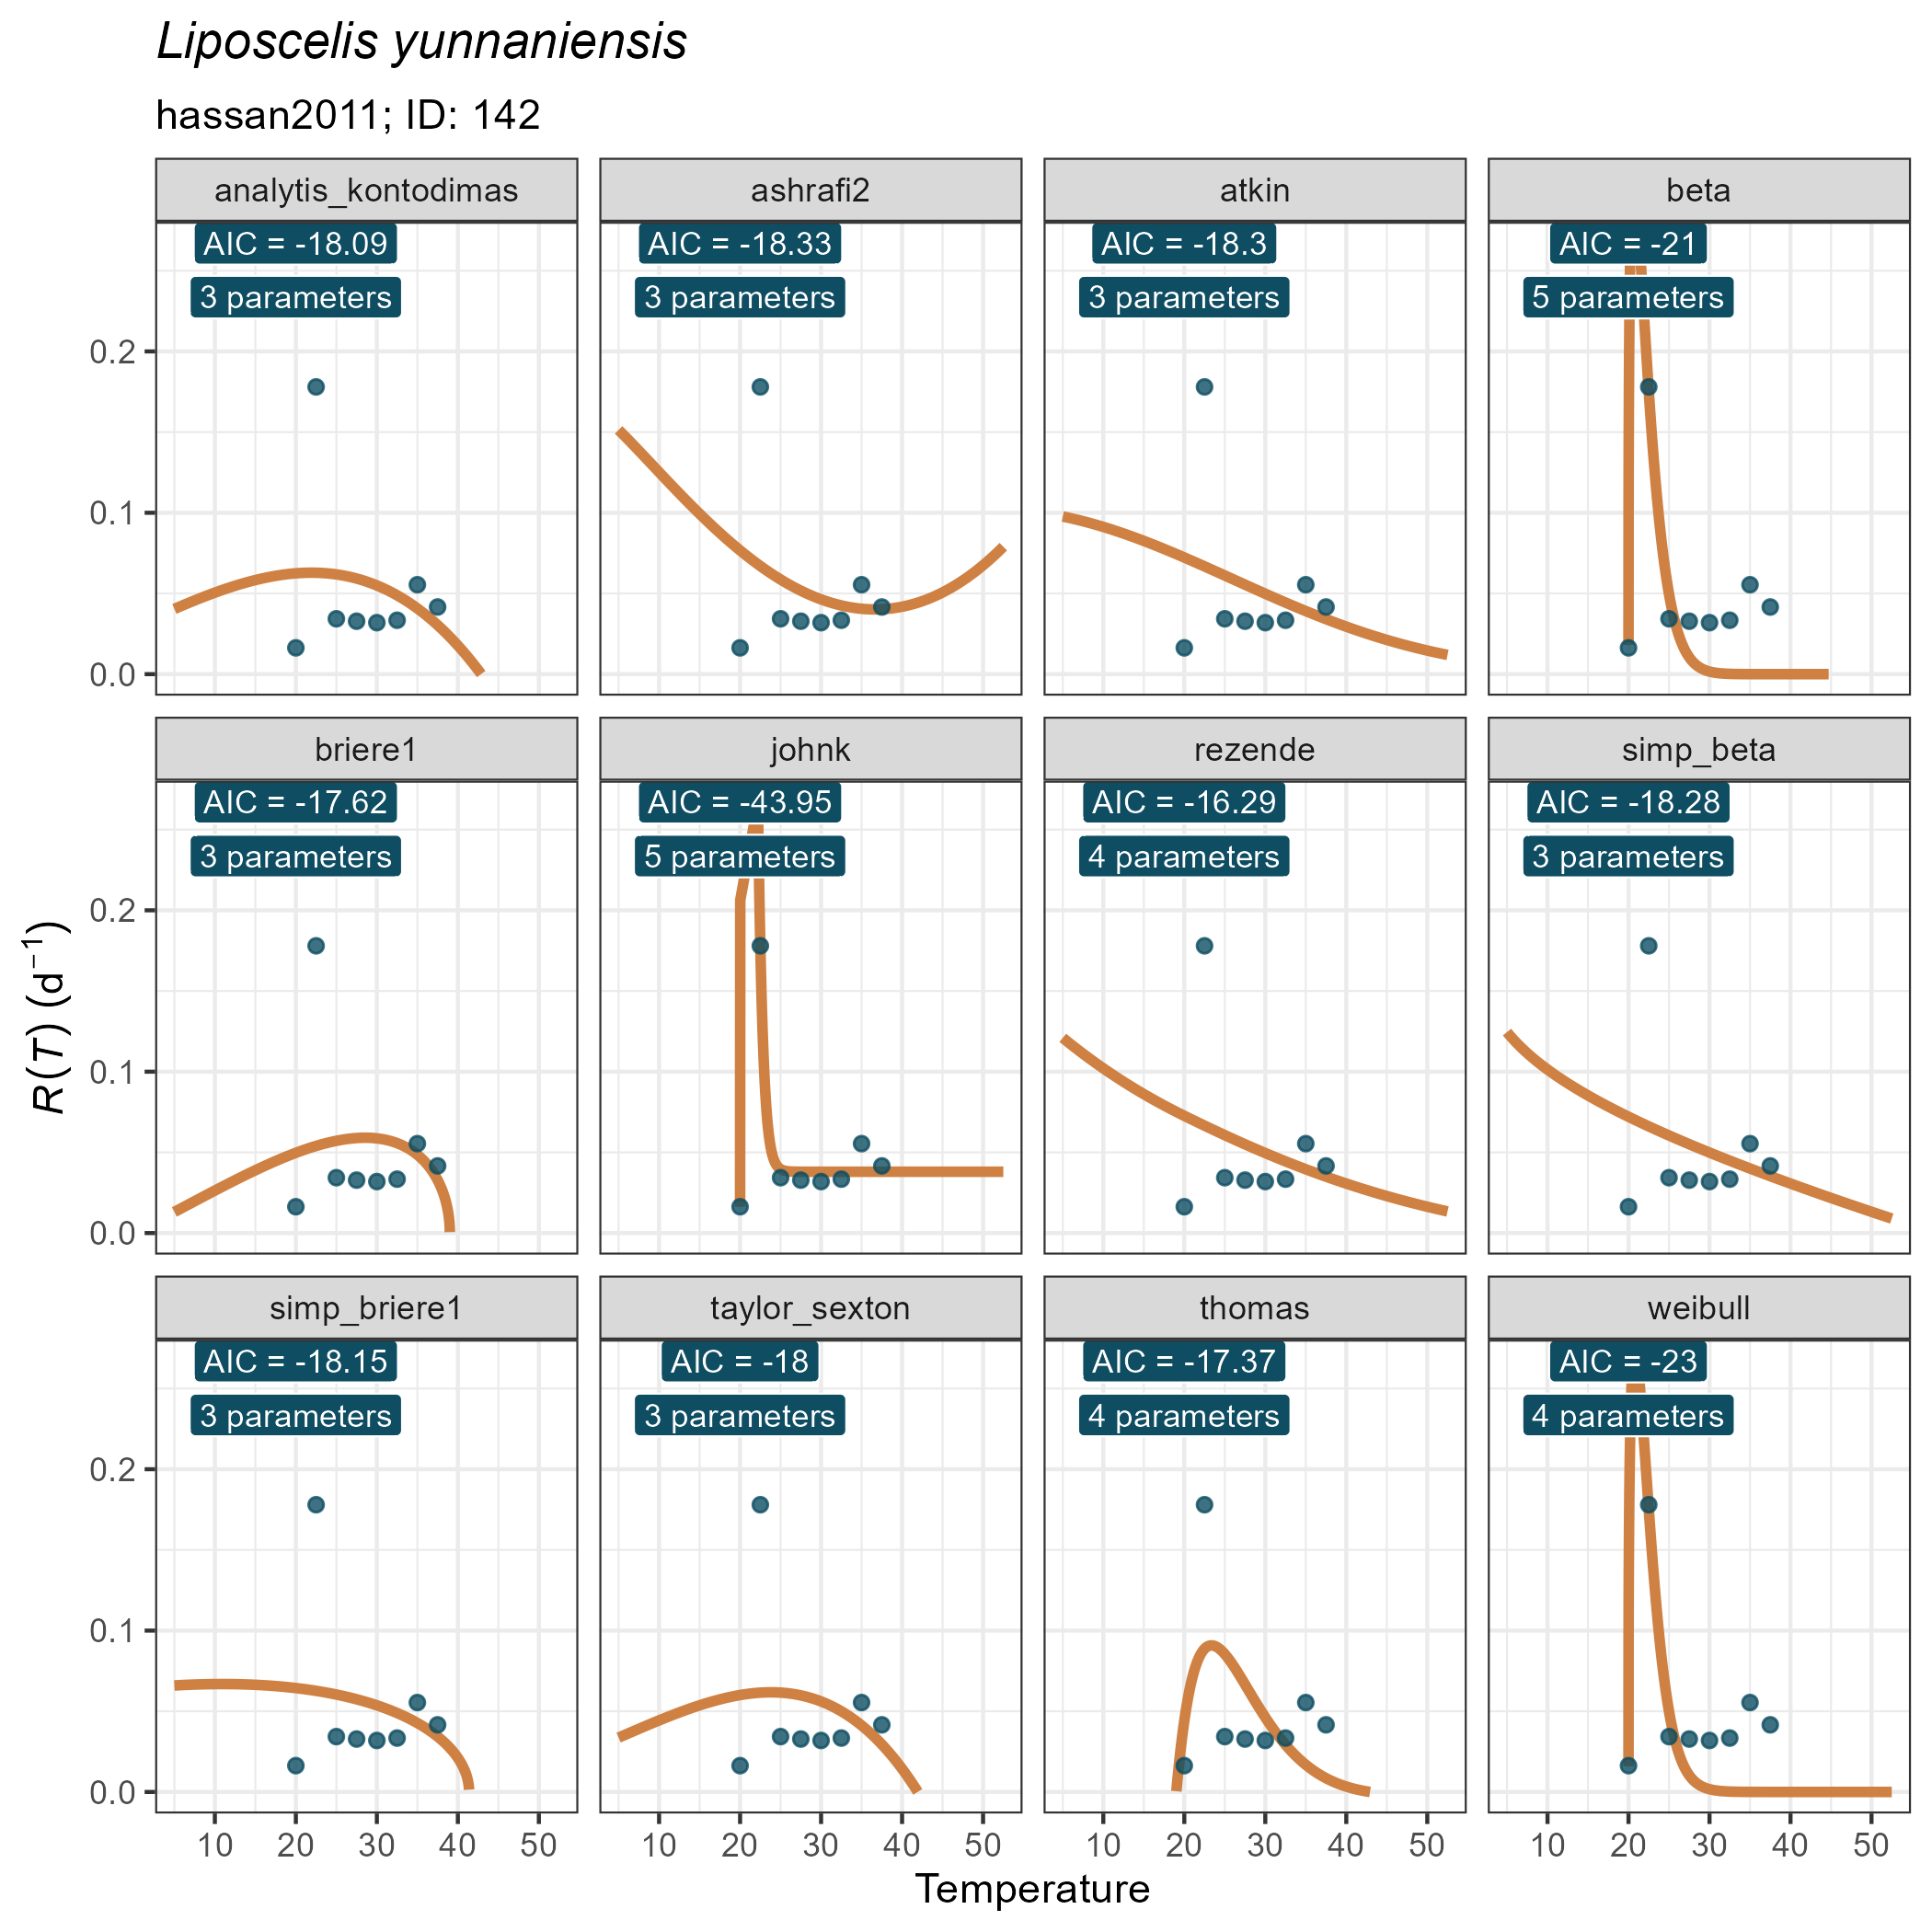 Liposcelis yunnaniensis
hassan2011; ID: 142
analytis_kontodimas
ashrafi2
atkin
beta
AIC = -18.09
AIC = -18.33
AIC = -18.3
AIC = -21
3 parameters
3 parameters
3 parameters
5 parameters
0.2
0.1
0.0
briere1
johnk
rezende
simp_beta
AIC = -17.62
AIC = -43.95
AIC = -16.29
AIC = -18.28
3 parameters
5 parameters
4 parameters
3 parameters
0.2
0.1
0.0
R(T) (d⁻¹)
simp_briere1
taylor_sexton
thomas
weibull
AIC = -18.15
AIC = -18
AIC = -17.37
AIC = -23
3 parameters
3 parameters
4 parameters
4 parameters
0.2
0.1
0.0
10 20 30 40 50
10 20 30 40 50
10 20 30 40 50
10 20 30 40 50
Temperature